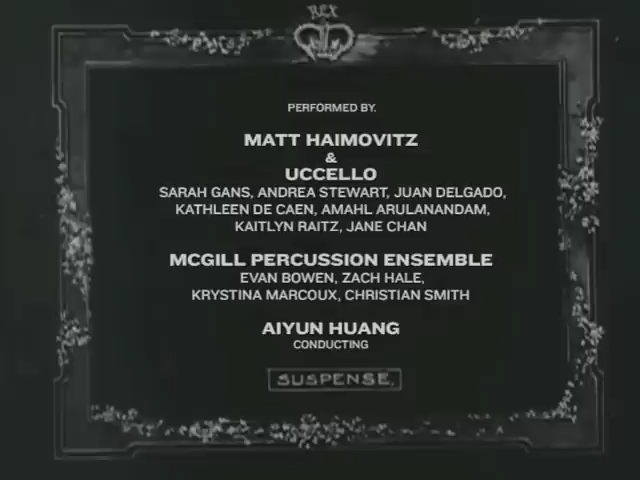 REX
PERFORMED BY.
MATT HAIMOVITZ
&
UCCELLO
SARAH GANS, ANDREA STEWART, JUAN DELGADO,
KATHLEEN DE CAEN, AMAHL ARULANANDAM,
KAITLYN RAITZ, JANE CHAN
MCGILL PERCUSSION ENSEMBLE
EVAN BOWEN, ZACH HALE,
KRYSTINA MARCOUX, CHRISTIAN SMITH
AIYUN HUANG
CONDUCTING
SUSPENSE.